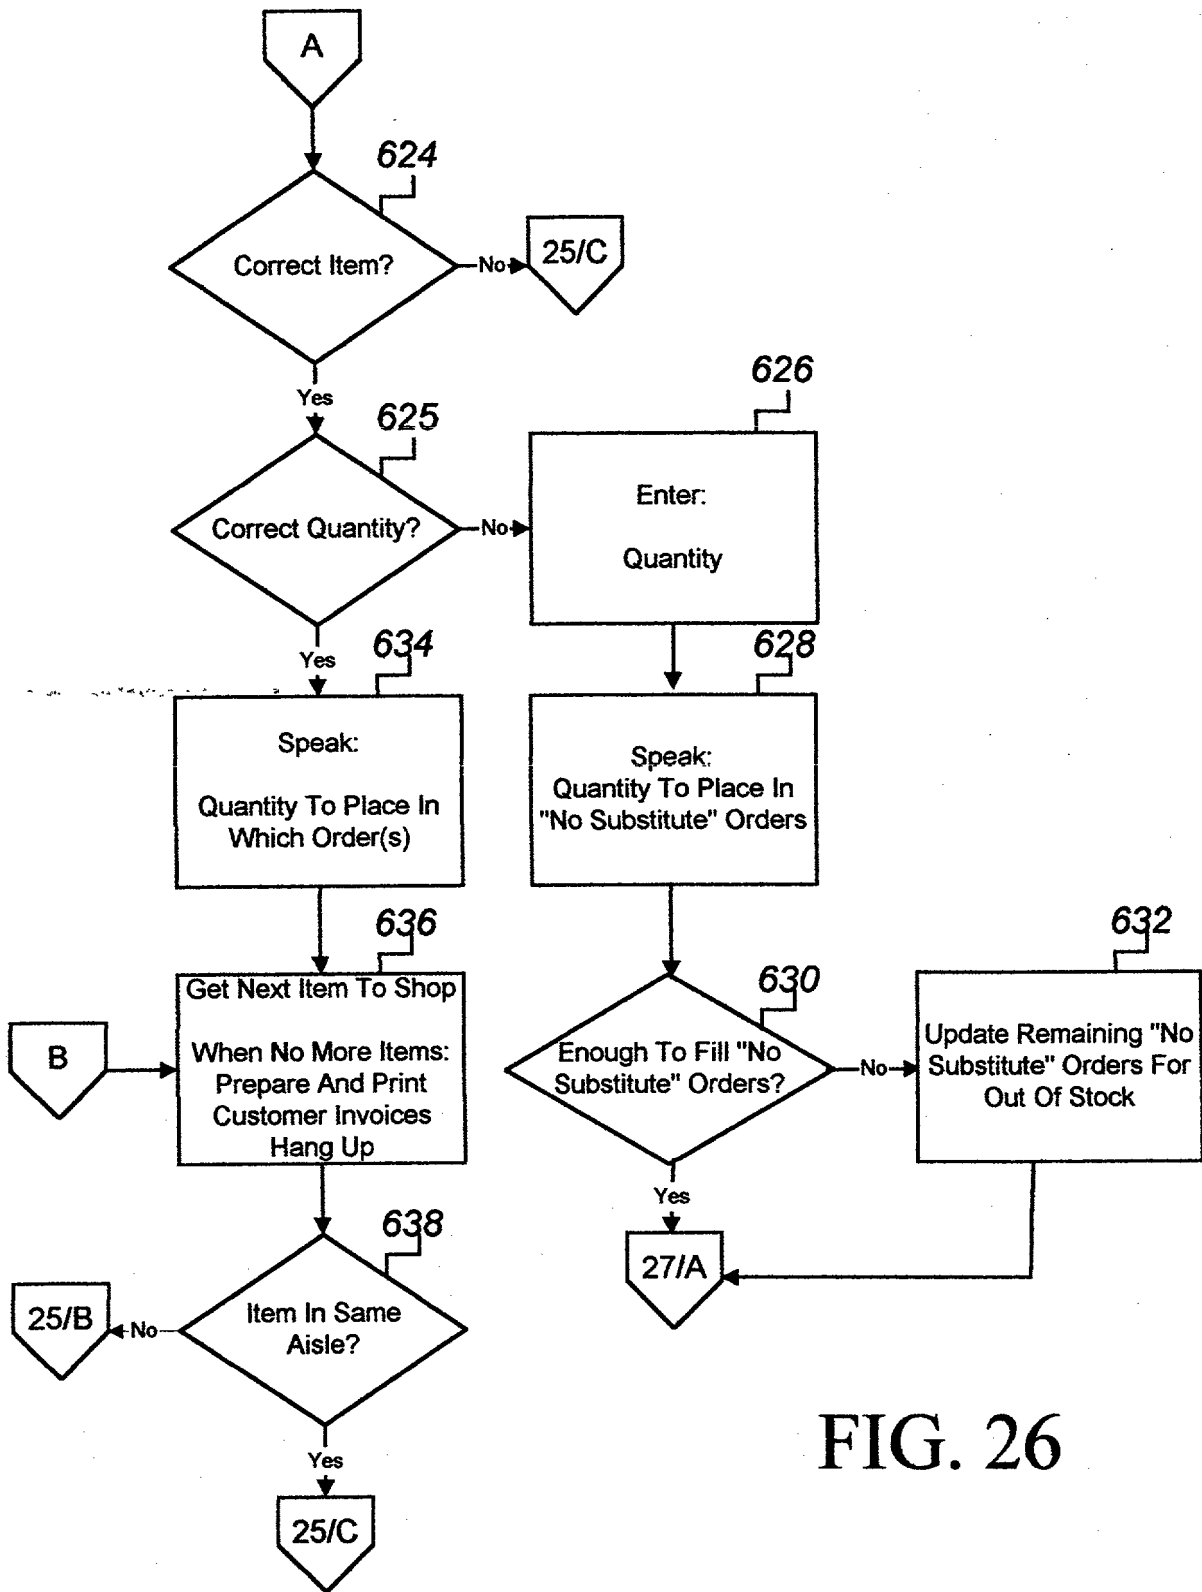 A
624
Correct Item?
No
25/C
Yes
625
Correct Quantity?
No
626
Enter:
Quantity
Yes
634
Speak:
Quantity To Place In
Which Order(s)
628
Speak:
Quantity To Place In
"No Substitute" Orders
636
Get Next Item To Shop
When No More Items:
Prepare And Print
Customer Invoices
Hang Up
B
630
Enough To Fill "No
Substitute" Orders?
No
632
Update Remaining "No
Substitute" Orders For
Out Of Stock
Yes
27/A
638
Item In Same
Aisle?
No
25/B
Yes
25/C
FIG. 26